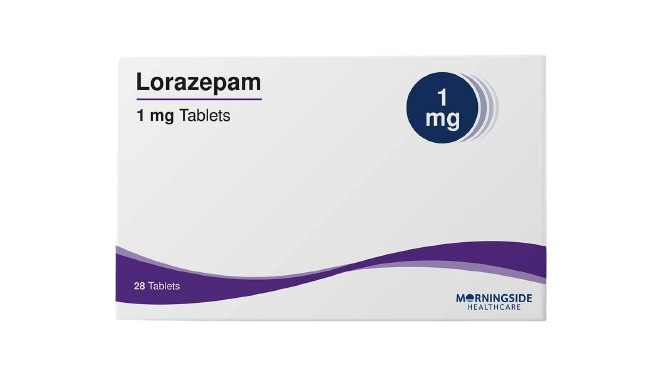 Lorazepam
1 mg Tablets
1
mg
28 Tablets
MORNINGSIDE
HEALTHCARE